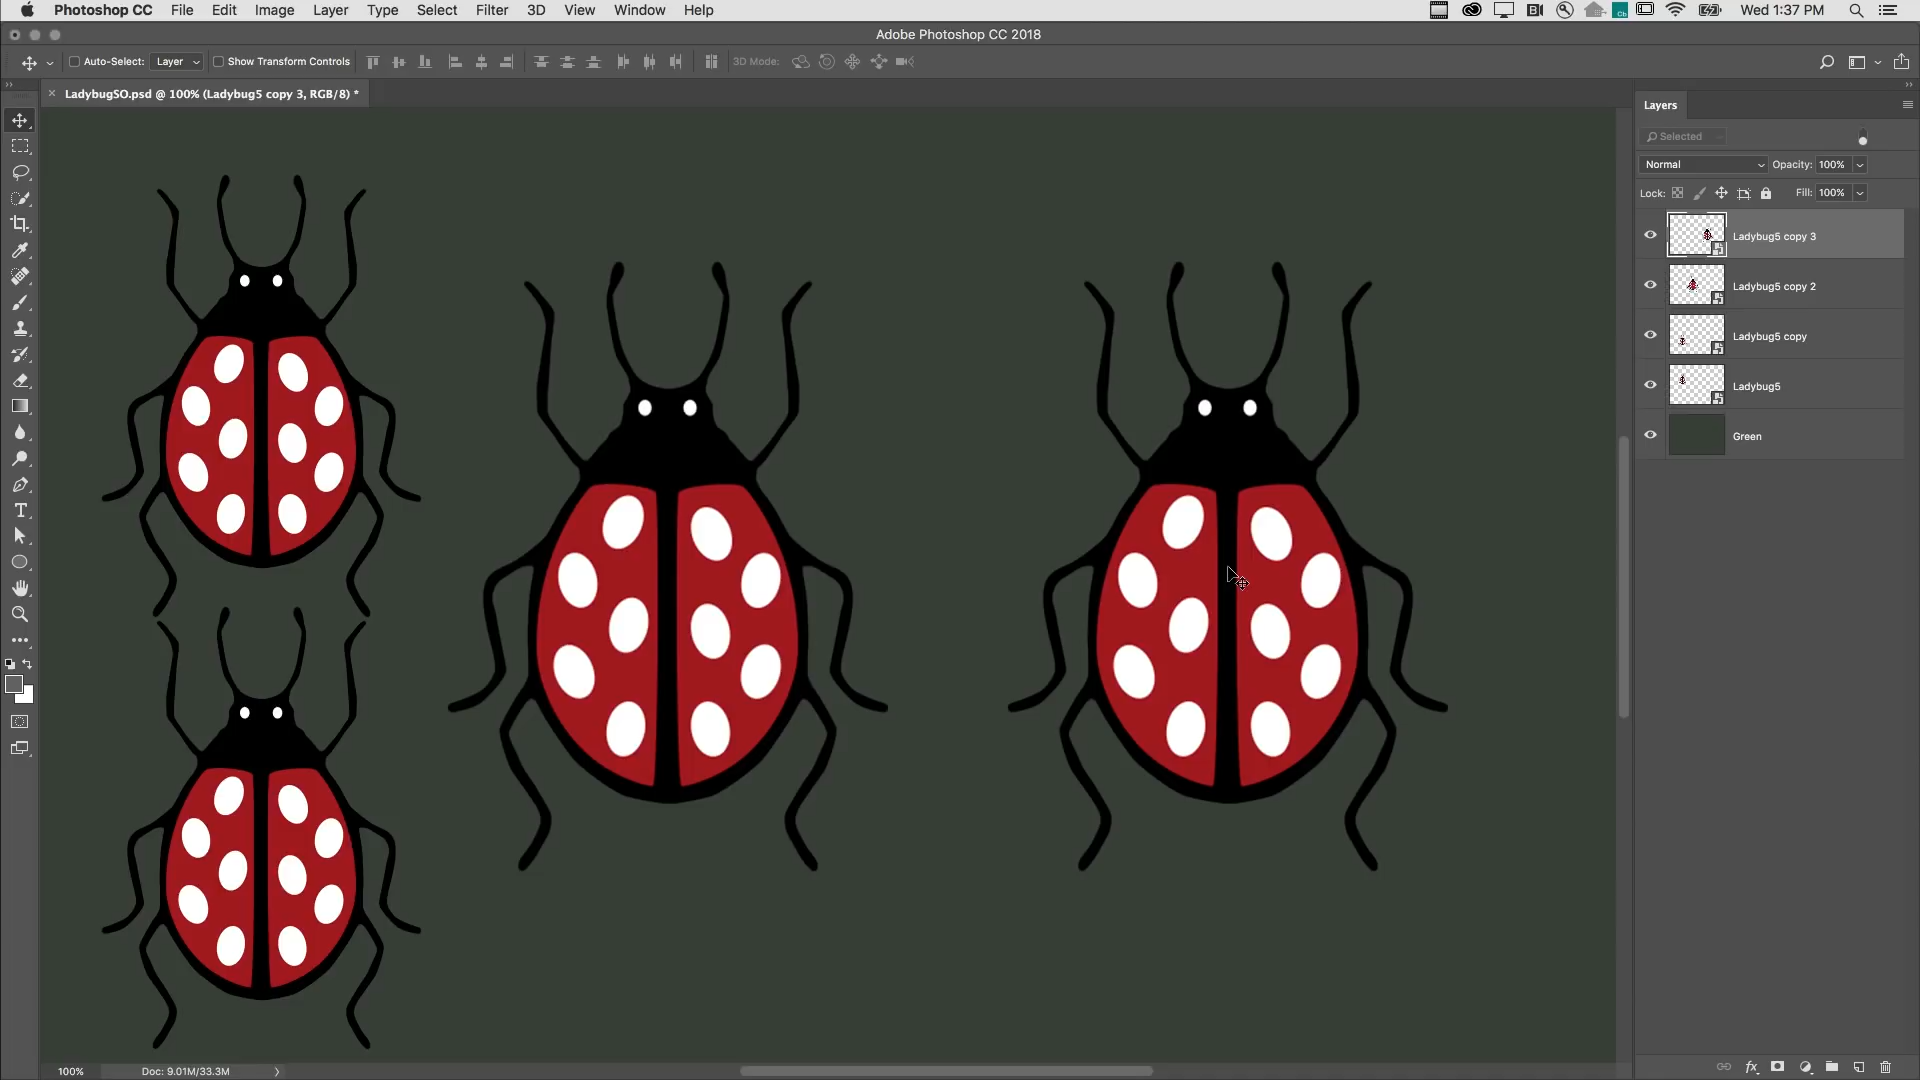 Photoshop CC File Edit Image Layer Type Select Filter 3D View Window Help Wed 1:37 PM
Adobe Photoshop CC 2018
Auto-Select: Layer Show Transform Controls 3D Mode:
× LadybugSO.psd @ 100% (Ladybug5 copy 3, RGB/8) *
Layers
Selected
Normal Opacity: 100%
Lock: Fill: 100%
Ladybug5 copy 3
Ladybug5 copy 2
Ladybug5 copy
Ladybug5
Green
T
100% Doc: 9.01M/33.3M
fx